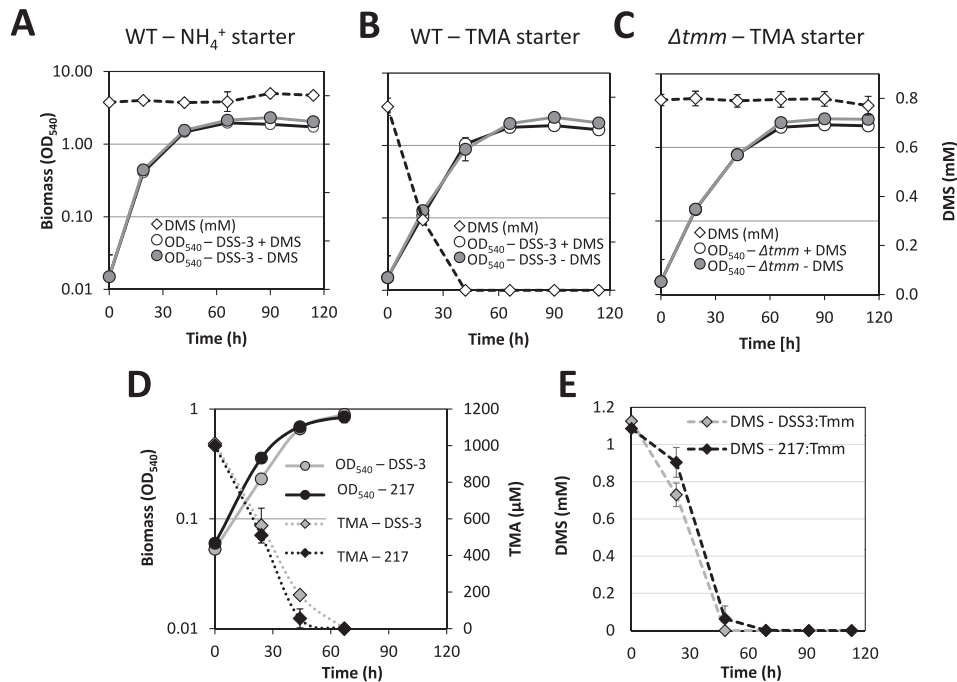 A
WT – NH₄⁺ starter
B
WT – TMA starter
C
Δtmm – TMA starter
10.00
1.00
0.10
0.01
Biomass (OD₅₄₀)
DMS (mM)
OD₅₄₀ – DSS-3 + DMS
OD₅₄₀ – DSS-3 - DMS
0 30 60 90 120
Time (h)
DMS (mM)
OD₅₄₀ – DSS-3 + DMS
OD₅₄₀ – DSS-3 - DMS
0 30 60 90 120
Time (h)
DMS (mM)
OD₅₄₀ – Δtmm + DMS
OD₅₄₀ – Δtmm - DMS
0 30 60 90 120
Time [h]
0.8
0.6
0.4
0.2
0.0
DMS (mM)
D
1
0.1
0.01
Biomass (OD₅₄₀)
OD₅₄₀ – DSS-3
OD₅₄₀ – 217
TMA – DSS-3
TMA – 217
1200
1000
800
600
400
200
0
TMA (μM)
0 20 40 60 80 100
Time (h)
E
1.2
1
0.8
0.6
0.4
0.2
0
DMS (mM)
DMS - DSS3:Tmm
DMS - 217:Tmm
0 30 60 90 120
Time (h)